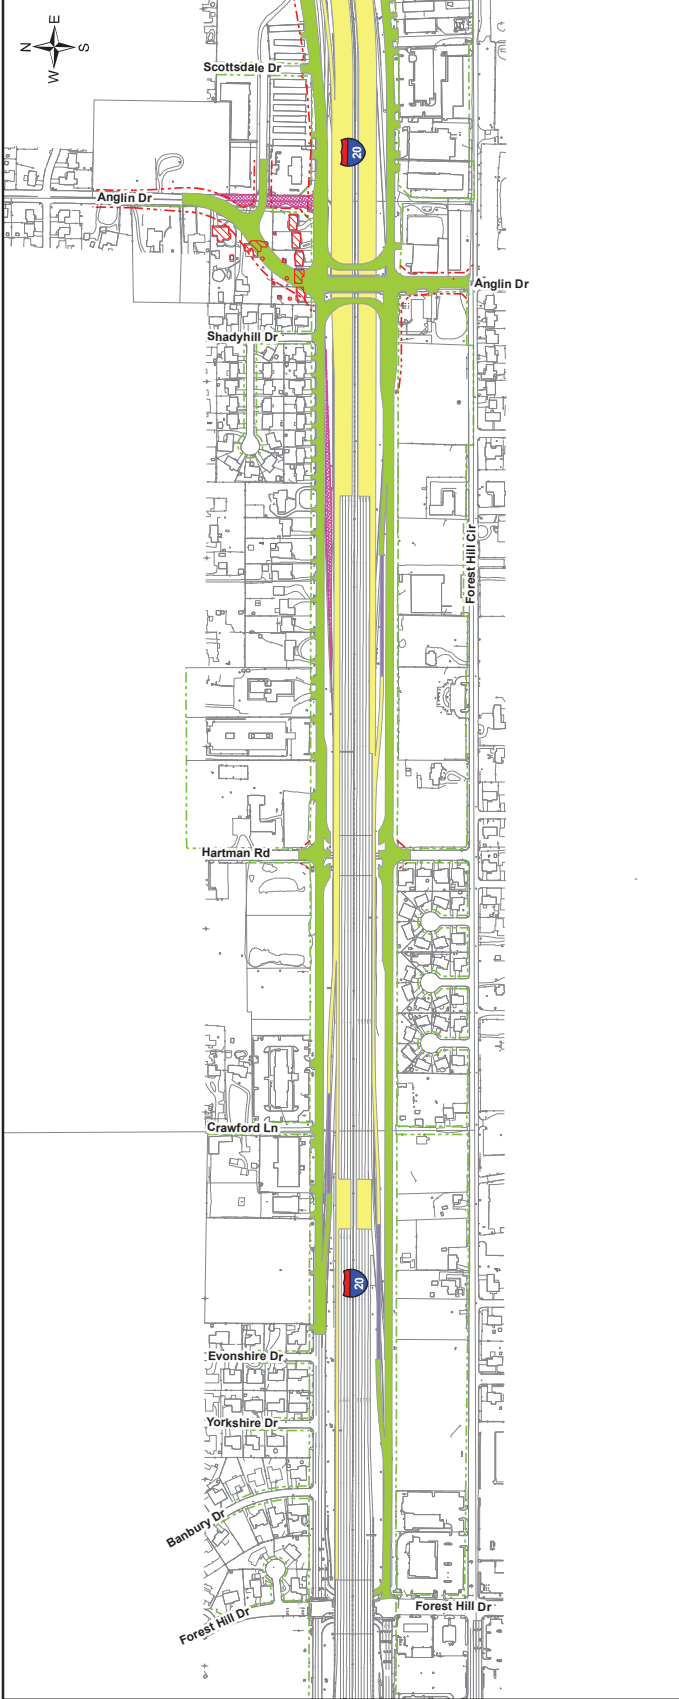 E
N
S
W
Scottsdale Dr
20
Anglin Dr
Anglin Dr
Shadyhill Dr
Forest Hill Cir
Hartman Rd
Crawford Ln
20
Evonshire Dr
Yorkshire Dr
Banbury Dr
Forest Hill Dr
Forest Hill Dr